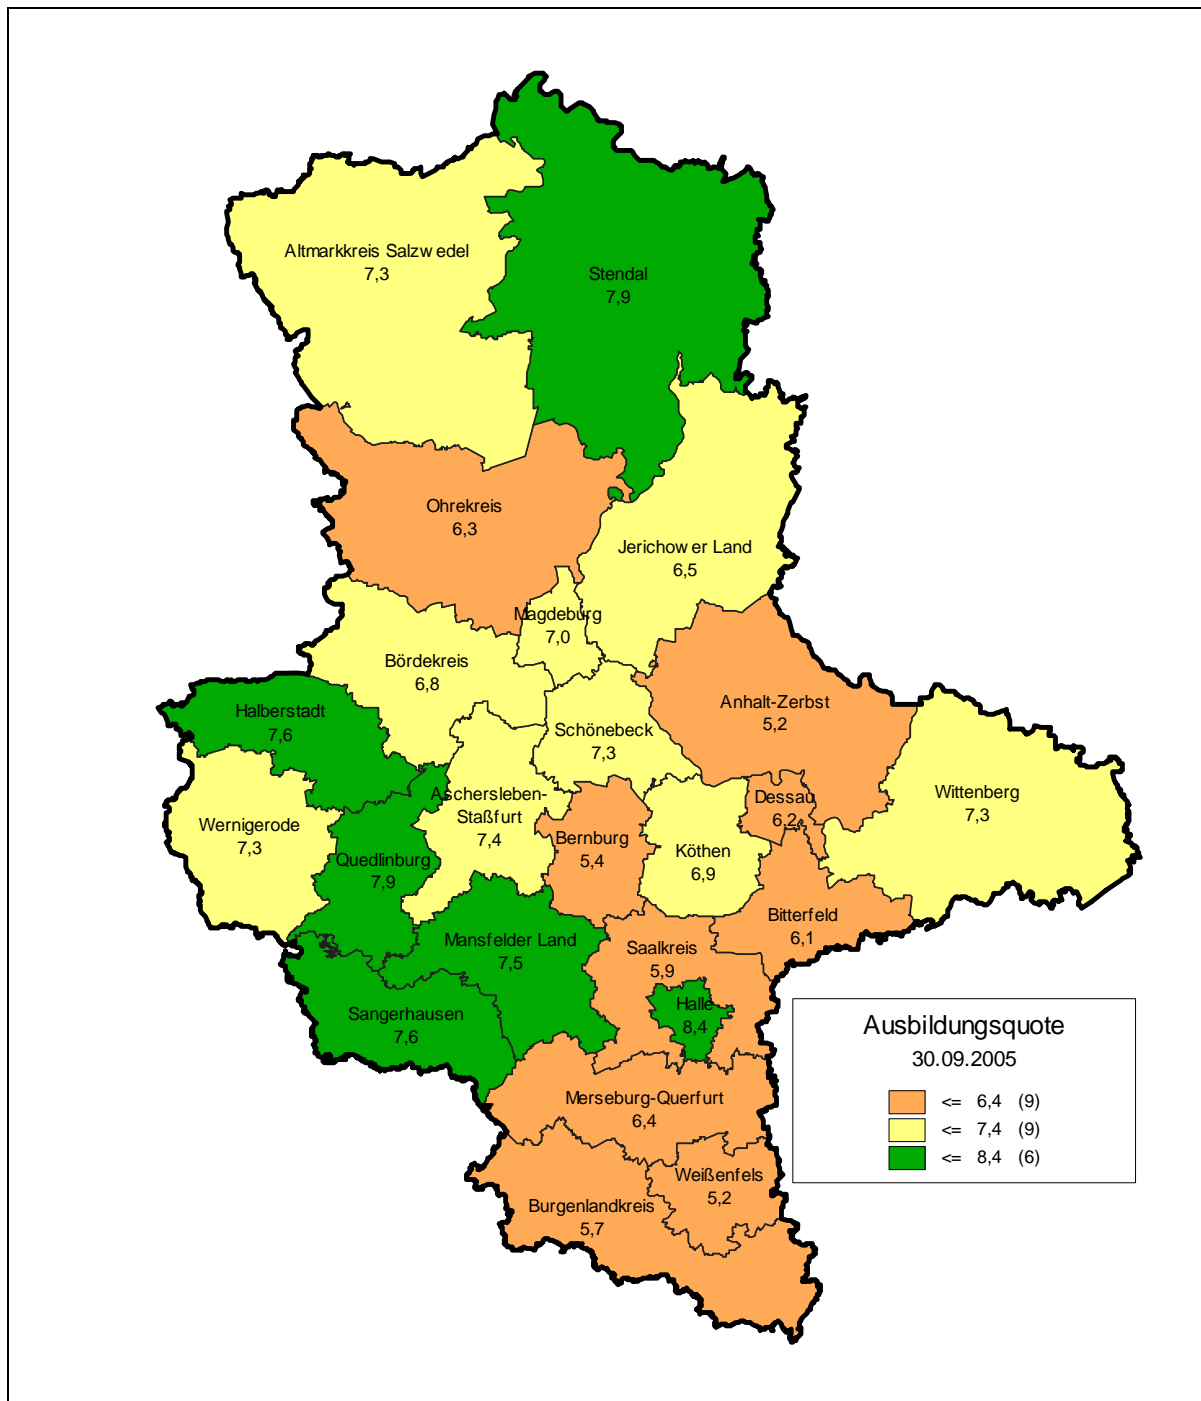 Altmarkkreis Salzwedel
7,3
Stendal
7,9
Ohrekreis
6,3
Jerichower Land
6,5
Magdeburg
7,0
Bördekreis
6,8
Halberstadt
7,6
Anhalt-Zerbst
5,2
Schönebeck
7,3
Aschersleben-
Staßfurt
7,4
Dessau
6,2
Wittenberg
7,3
Wernigerode
7,3
Bernburg
5,4
Köthen
6,9
Quedlinburg
7,9
Bitterfeld
6,1
Mansfelder Land
7,5
Saalkreis
5,9
Halle
8,4
Sangerhausen
7,6
Merseburg-Querfurt
6,4
Weißenfels
5,2
Burgenlandkreis
5,7
Ausbildungsquote
30.09.2005
<= 6,4 (9)
<= 7,4 (9)
<= 8,4 (6)